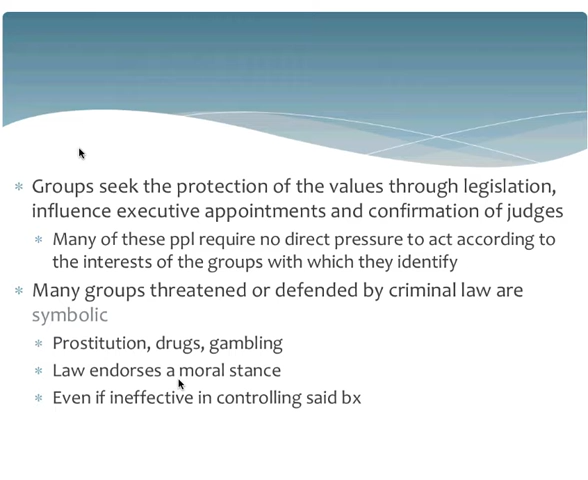 Groups seek the protection of the values through legislation,
influence executive appointments and confirmation of judges
Many of these ppl require no direct pressure to act according to
the interests of the groups with which they identify
Many groups threatened or defended by criminal law are
symbolic
Prostitution, drugs, gambling
Law endorses a moral stance
Even if ineffective in controlling said bx